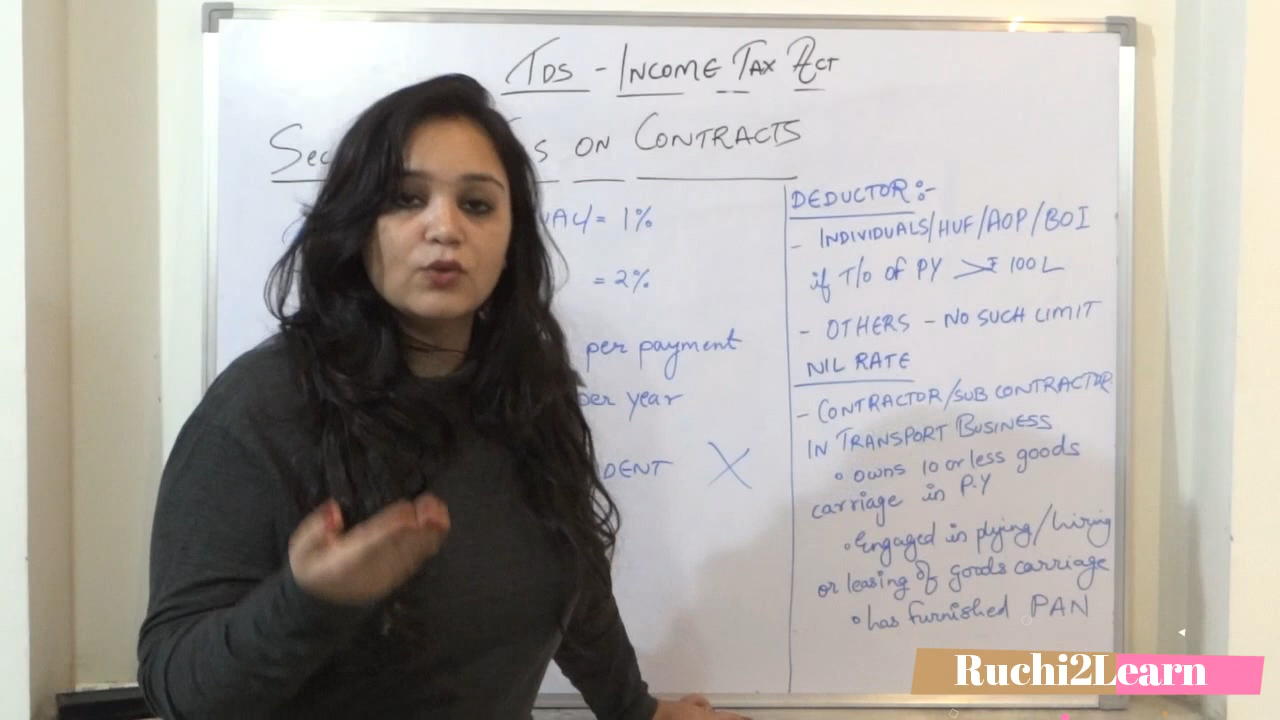 TDS - INCOME TAX ACT
SEC ON CONTRACTS
= 1%
= 2%
per payment
per year
DENT X
DEDUCTOR :-
- INDIVIDUALS/HUF/AOP/BOI
if T/O of PY > ₹ 100 L
- OTHERS - NO SUCH LIMIT
NIL RATE
- CONTRACTOR/SUB CONTRACTOR
IN TRANSPORT BUSINESS
• owns 10 or less goods
carriage in P.Y
• Engaged in plying/hiring
or leasing of goods carriage
• has furnished PAN
Ruchi2Learn